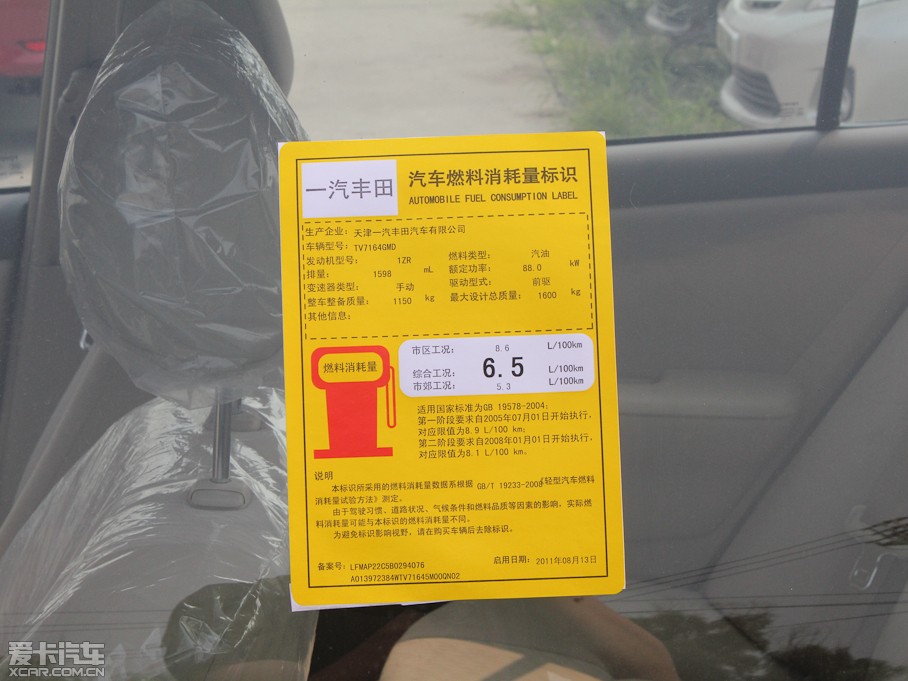 一汽丰田
汽车燃料消耗量标识
AUTOMOBILE FUEL CONSUMPTION LABEL
生产企业: 天津一汽丰田汽车有限公司
车辆型号: TV7164GMD
发动机型号: 1ZR 燃料类型: 汽油
排量: 1598 mL 额定功率: 88.0 kW
变速器类型: 手动 驱动型式: 前驱
整车整备质量: 1150 kg 最大设计总质量: 1600 kg
其他信息:
燃料消耗量
市区工况: 8.6 L/100km
综合工况: 6.5 L/100km
市郊工况: 5.3 L/100km
适用国家标准为GB 19578-2004;
第一阶段要求自2005年07月01日开始执行,
对应限值为8.9 L/100 km;
第二阶段要求自2008年01月01日开始执行,
对应限值为8.1 L/100 km.
说明
本标识所采用的燃料消耗量数据系根据 GB/T 19233-2008《轻型汽车燃料
消耗量试验方法》测定。
由于驾驶习惯、道路状况、气候条件和燃料品质等因素的影响, 实际燃
料消耗量可能与本标识的燃料消耗量不同。
为避免标识影响视野, 请在购买车辆后去除标识。
备案号: LFMAP22C5B0294076 启用日期: 2011年08月13日
A013972384WTV71645M00QN02
爱卡汽车
XCAR.COM.CN